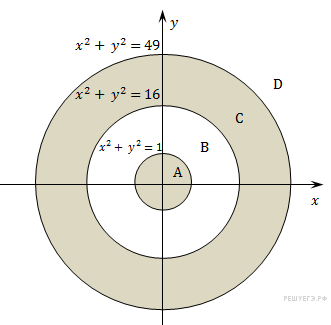 y
x² + y² = 49
D
x² + y² = 16
C
x² + y² = 1
B
A
x
РЕШУЕГЭ.РФ